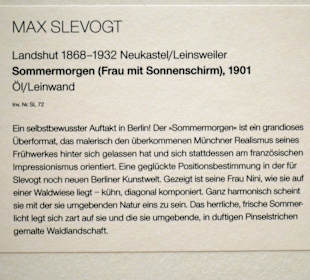 MAX SLEVOGT
Landshut 1868–1932 Neukastel/Leinsweiler
Sommermorgen (Frau mit Sonnenschirm), 1901
Öl/Leinwand
Inv. Nr. SL 72
Ein selbstbewusster Auftakt in Berlin! Der »Sommermorgen« ist ein grandioses
Überformat, das malerisch den überkommenen Münchner Realismus seines
Frühwerkes hinter sich gelassen hat und sich stattdessen am französischen
Impressionismus orientiert. Eine geglückte Positionsbestimmung in der für
Slevogt noch neuen Berliner Kunstwelt. Gezeigt ist seine Frau Nini, wie sie auf
einer Waldwiese liegt – kühn, diagonal komponiert. Ganz harmonisch scheint
sie mit der sie umgebenden Natur eins zu sein. Das herrliche, frische Sommer-
licht legt sich zart auf sie und die sie umgebende, in duftigen Pinselstrichen
gemalte Waldlandschaft.